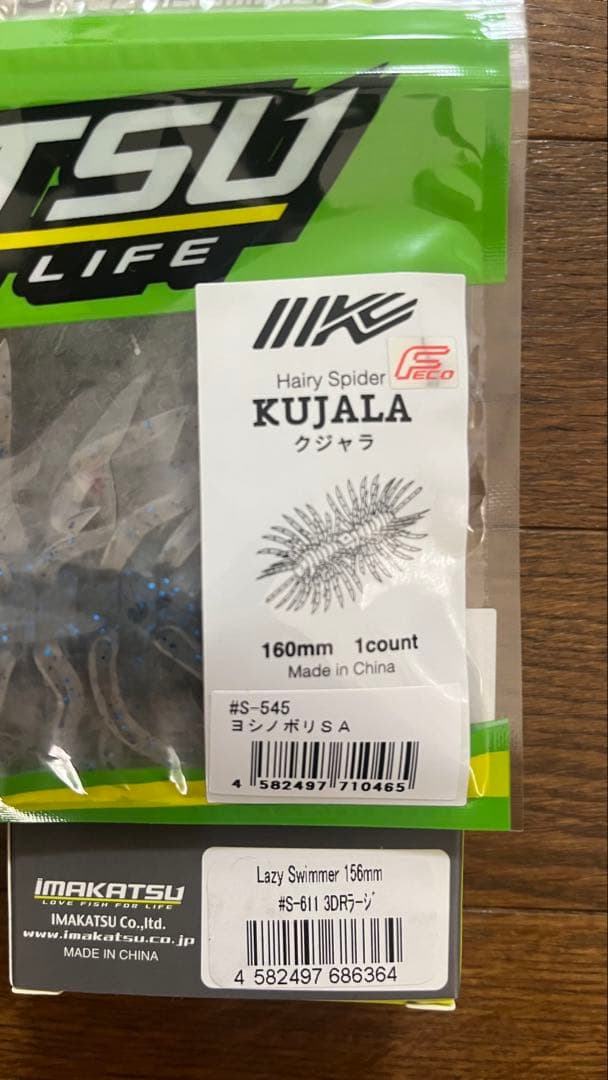 TSU
LIFE
IK
FECO
Hairy Spider
KUJALA
クジャラ
160mm 1count
Made in China
#S-545
ヨシノボリSA
4 582497 710465
Lazy Swimmer 156mm
#S-611 3DRラージ
4 582497 686364
iMAKATSU
LOVE FISH FOR LIFE
IMAKATSU Co.,ltd.
www.imakatsu.co.jp
MADE IN CHINA